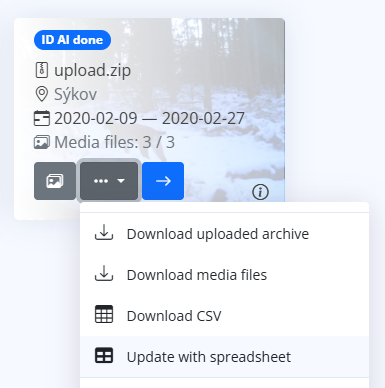 ID AI done
upload.zip
Sýkov
2020-02-09 — 2020-02-27
Media files: 3 / 3
Download uploaded archive
Download media files
Download CSV
Update with spreadsheet